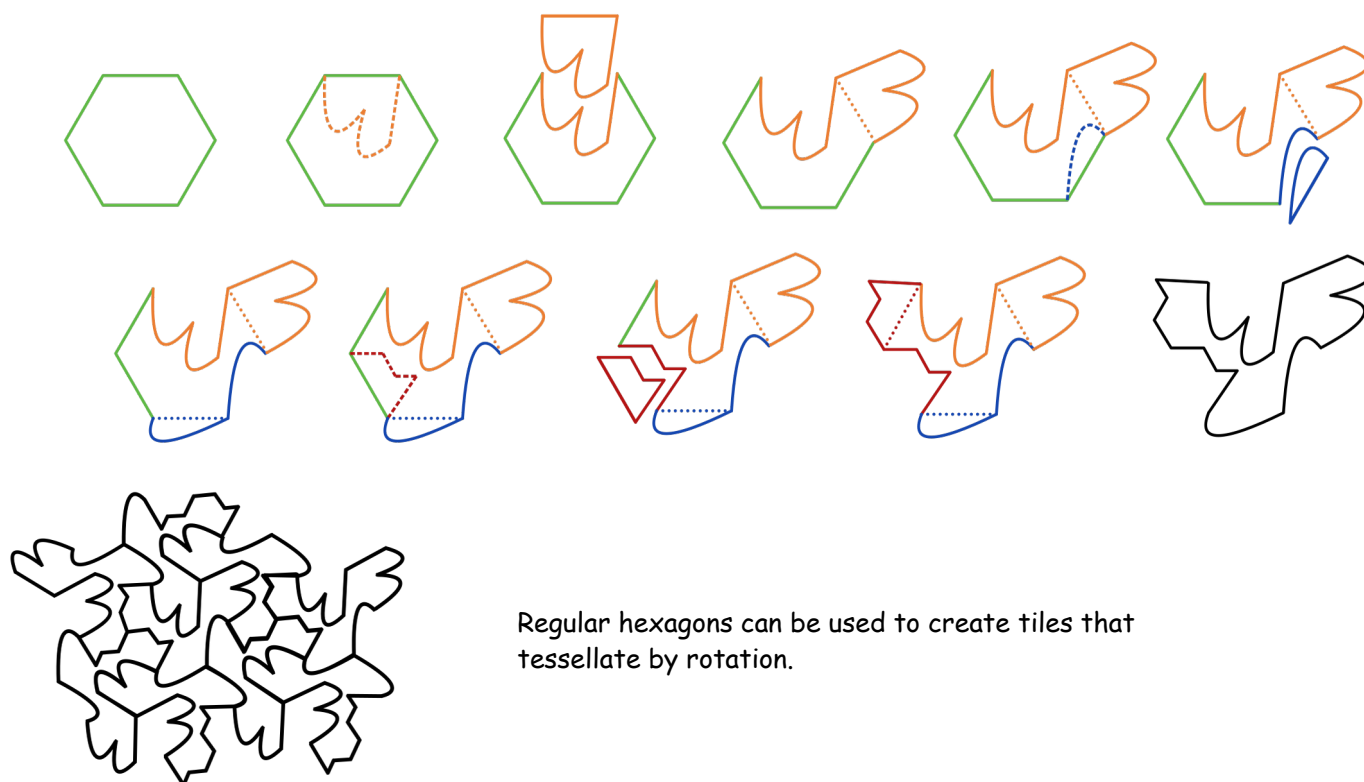 Regular hexagons can be used to create tiles that
tessellate by rotation.